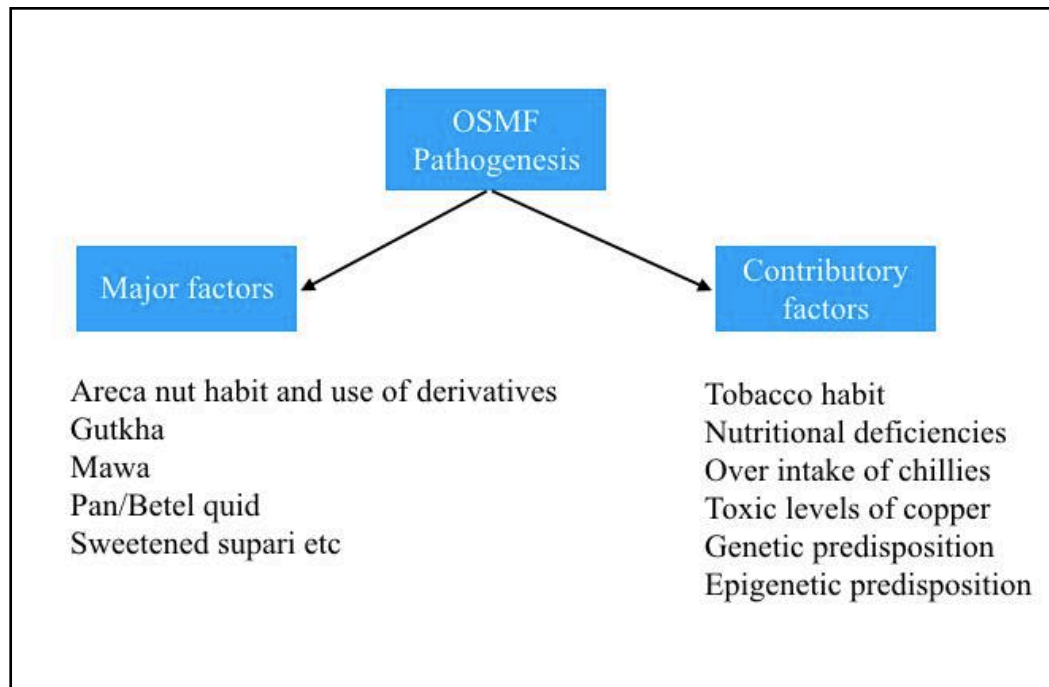 OSMF
Pathogenesis
Major factors
Contributory
factors
Areca nut habit and use of derivatives
Gutkha
Mawa
Pan/Betel quid
Sweetened supari etc
Tobacco habit
Nutritional deficiencies
Over intake of chillies
Toxic levels of copper
Genetic predisposition
Epigenetic predisposition